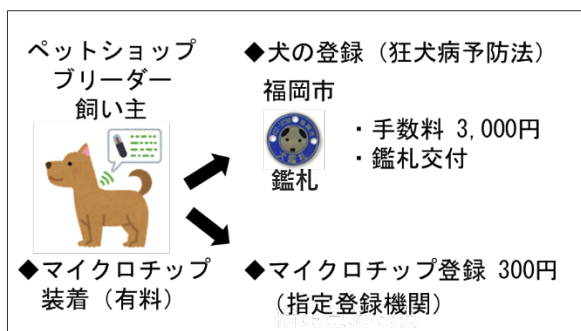 ペットショップ
ブリーダー
飼い主
◆マイクロチップ
装着（有料）
◆犬の登録（狂犬病予防法）
福岡市
犬鑑札
鑑札
・手数料 3,000円
・鑑札交付
◆マイクロチップ登録 300円
（指定登録機関）